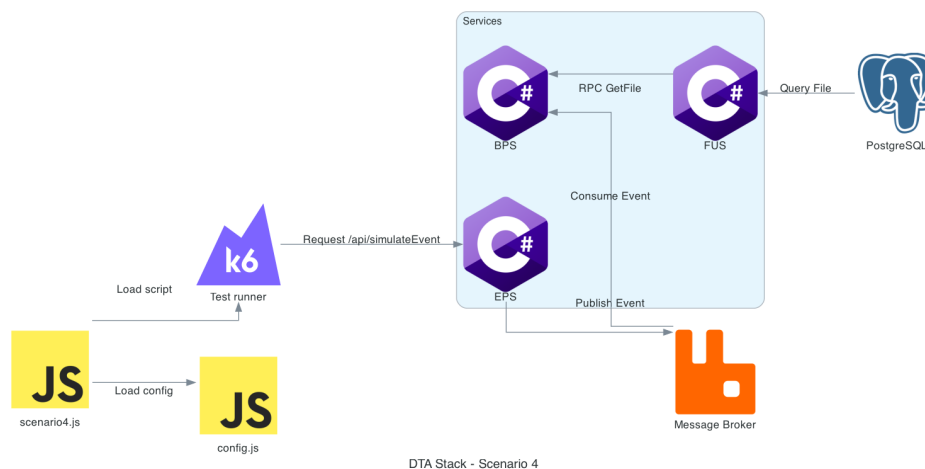 Services
C#
BPS
RPC GetFile
C#
FUS
Query File
PostgreSQL
Consume Event
k6
Test runner
Request /api/simulateEvent
C#
EPS
Load script
Publish Event
JS
scenario4.js
Load config
JS
config.js
Message Broker
DTA Stack - Scenario 4